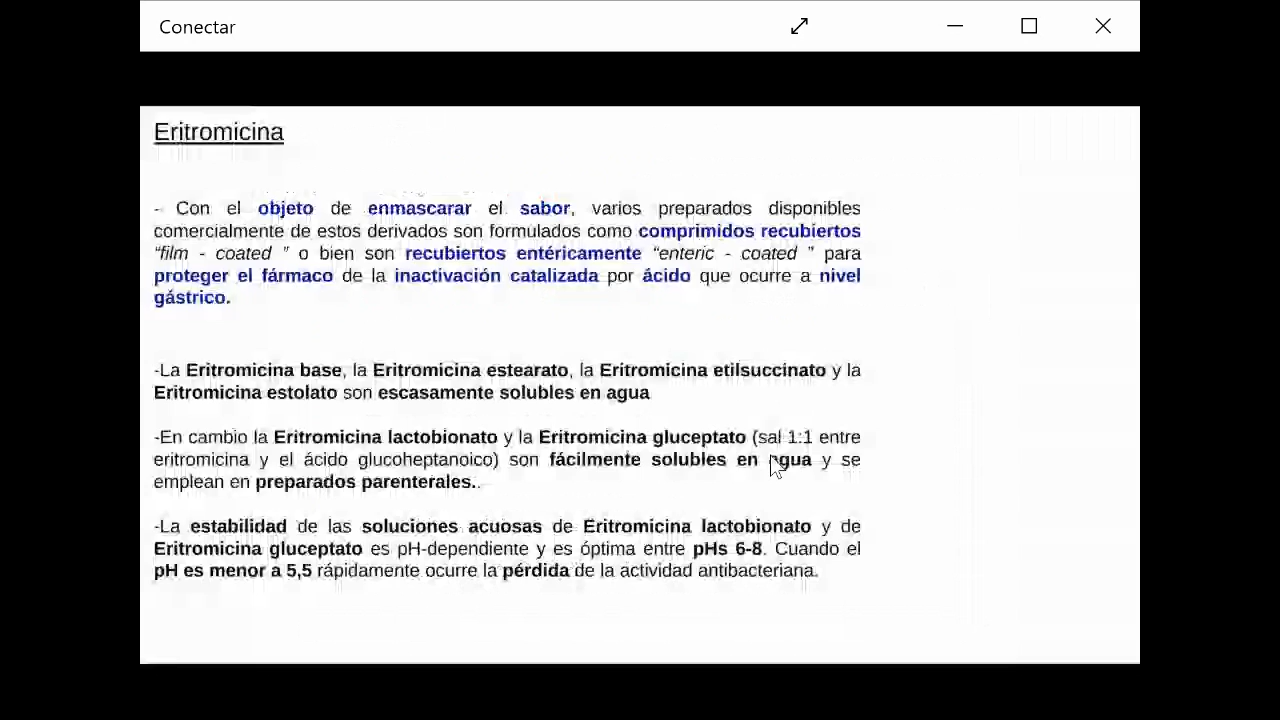 Conectar
Eritromicina
- Con el objeto de enmascarar el sabor, varios preparados disponibles
comercialmente de estos derivados son formulados como comprimidos recubiertos
“film - coated ” o bien son recubiertos entéricamente “enteric - coated ” para
proteger el fármaco de la inactivación catalizada por ácido que ocurre a nivel
gástrico.
-La Eritromicina base, la Eritromicina estearato, la Eritromicina etilsuccinato y la
Eritromicina estolato son escasamente solubles en agua
-En cambio la Eritromicina lactobionato y la Eritromicina gluceptato (sal 1:1 entre
eritromicina y el ácido glucoheptanoico) son fácilmente solubles en agua y se
emplean en preparados parenterales..
-La estabilidad de las soluciones acuosas de Eritromicina lactobionato y de
Eritromicina gluceptato es pH-dependiente y es óptima entre pHs 6-8. Cuando el
pH es menor a 5,5 rápidamente ocurre la pérdida de la actividad antibacteriana.